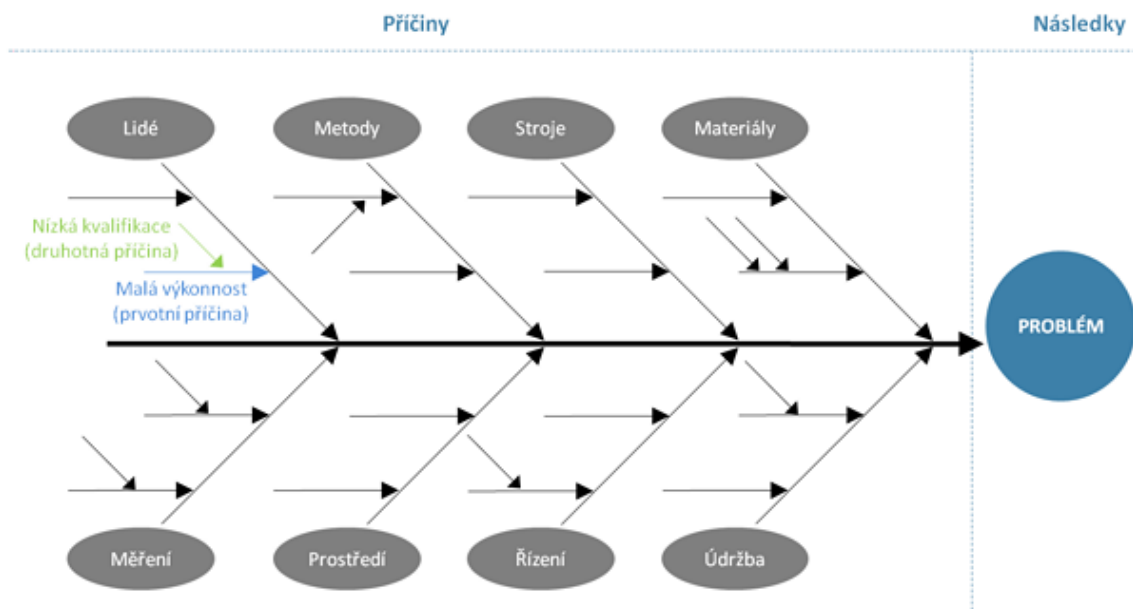 Příčiny
Následky
Lidé
Metody
Stroje
Materiály
Nízká kvalifikace
(druhotná příčina)
Malá výkonnost
(prvotní příčina)
PROBLÉM
Měření
Prostředí
Řízení
Údržba